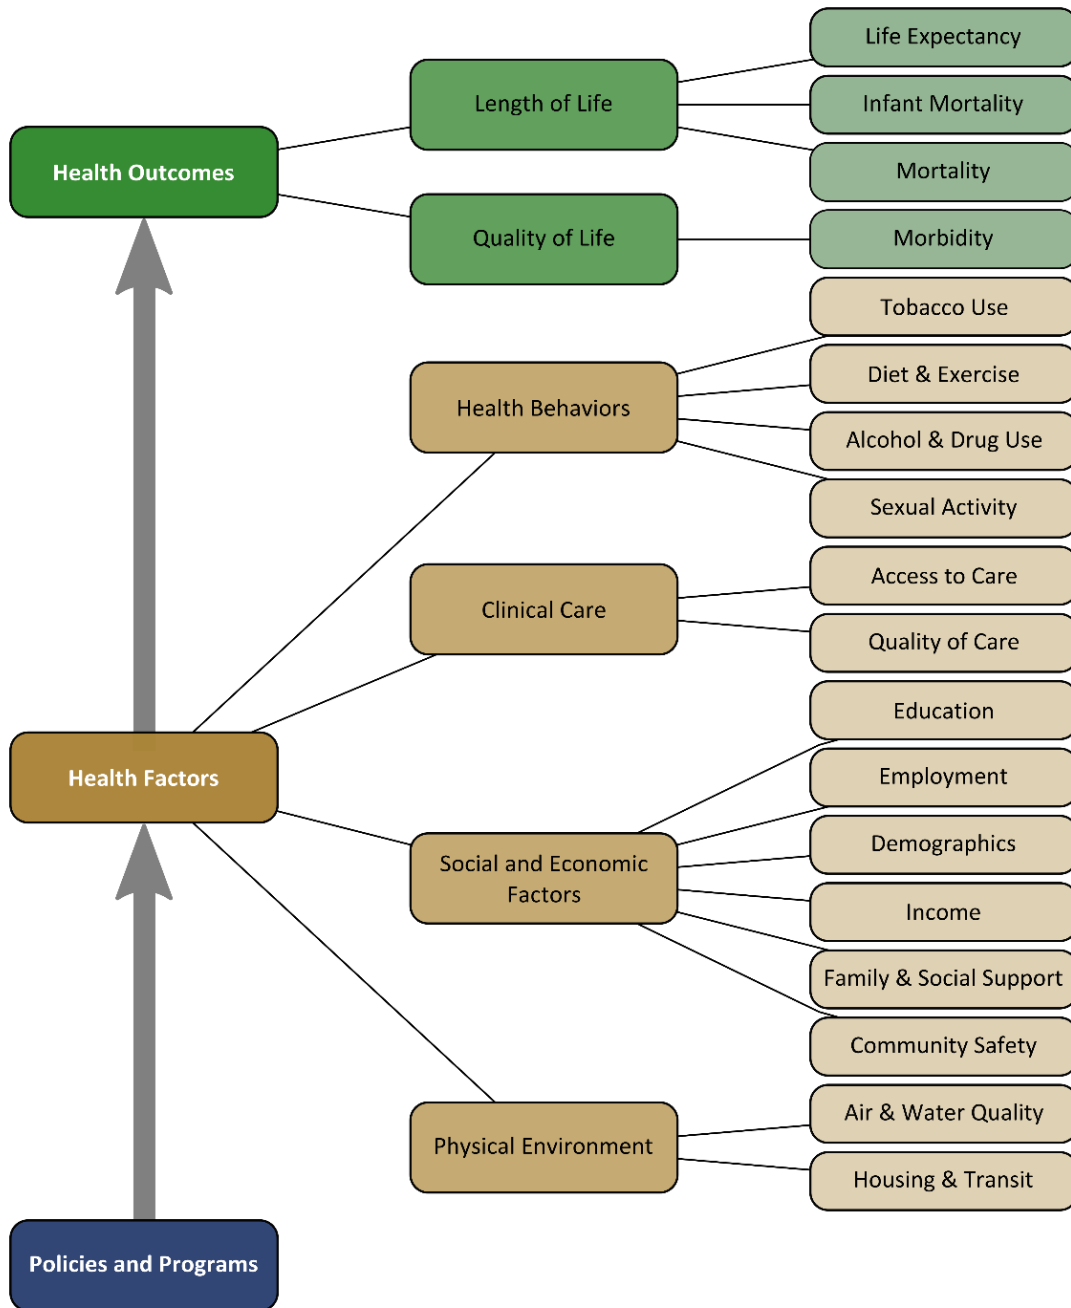 Life Expectancy
Length of Life
Infant Mortality
Health Outcomes
Mortality
Quality of Life
Morbidity
Tobacco Use
Health Behaviors
Diet & Exercise
Alcohol & Drug Use
Sexual Activity
Clinical Care
Access to Care
Quality of Care
Education
Health Factors
Employment
Social and Economic
Factors
Demographics
Income
Family & Social Support
Community Safety
Physical Environment
Air & Water Quality
Housing & Transit
Policies and Programs